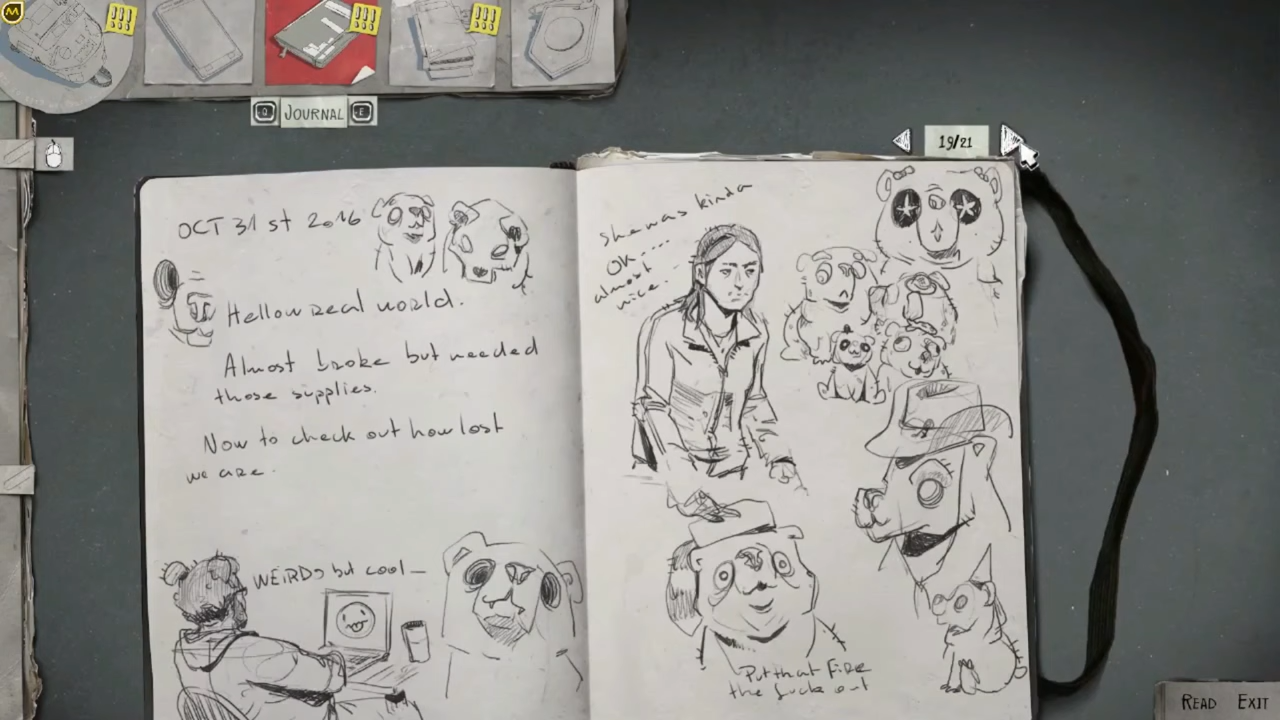 Q JOURNAL E
19/21
OCT 31 st 2016
Hellow real world.
Almost broke but needed
those supplies.
Now to check out how lost
we are.
WEIRDS but cool—
She was kinda
OK....
almost
nice.
Put that fire
the fuck out
READ EXIT